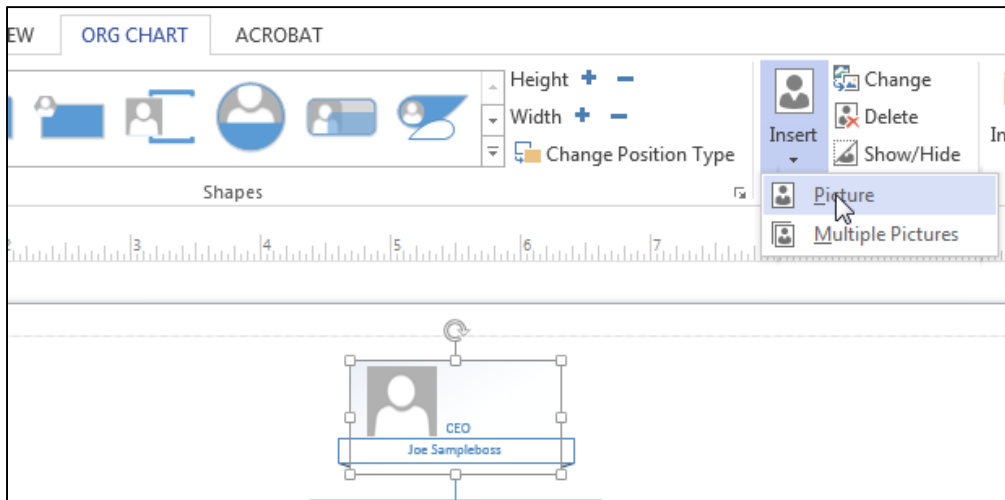 EW ORG CHART ACROBAT
Height
Width
Change Position Type
Shapes
Insert
Change
Delete
Show/Hide
In
Picture
Multiple Pictures
2 3 4 5 6 7
CEO
Joe Sampleboss